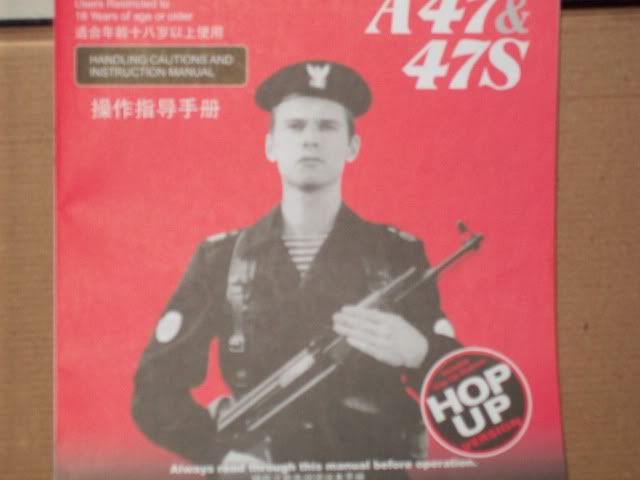 Users Restricted to
18 Years of age or older
适合年龄十八岁以上使用
HANDLING CAUTIONS AND
INSTRUCTION MANUAL
操作指导手册
A47&
47S
HOP
UP
VERSION
Always read through this manual before operation.